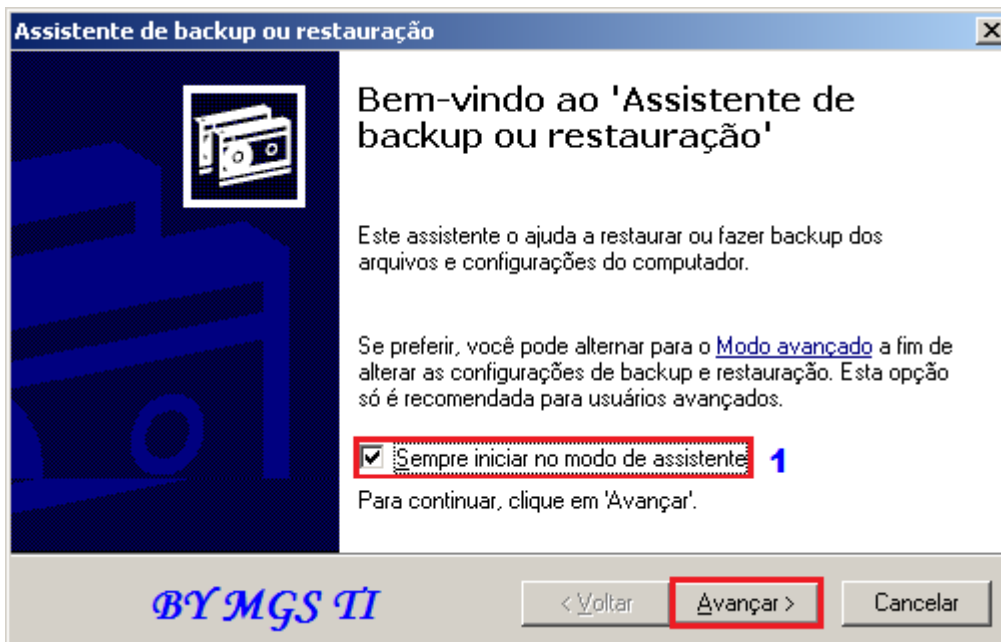 Assistente de backup ou restauração
Bem-vindo ao 'Assistente de
backup ou restauração'
Este assistente o ajuda a restaurar ou fazer backup dos
arquivos e configurações do computador.
Se preferir, você pode alternar para o Modo avançado a fim de
alterar as configurações de backup e restauração. Esta opção
só é recomendada para usuários avançados.
Sempre iniciar no modo de assistente 1
Para continuar, clique em 'Avançar'.
BY MGS TI
< Voltar Avançar > Cancelar